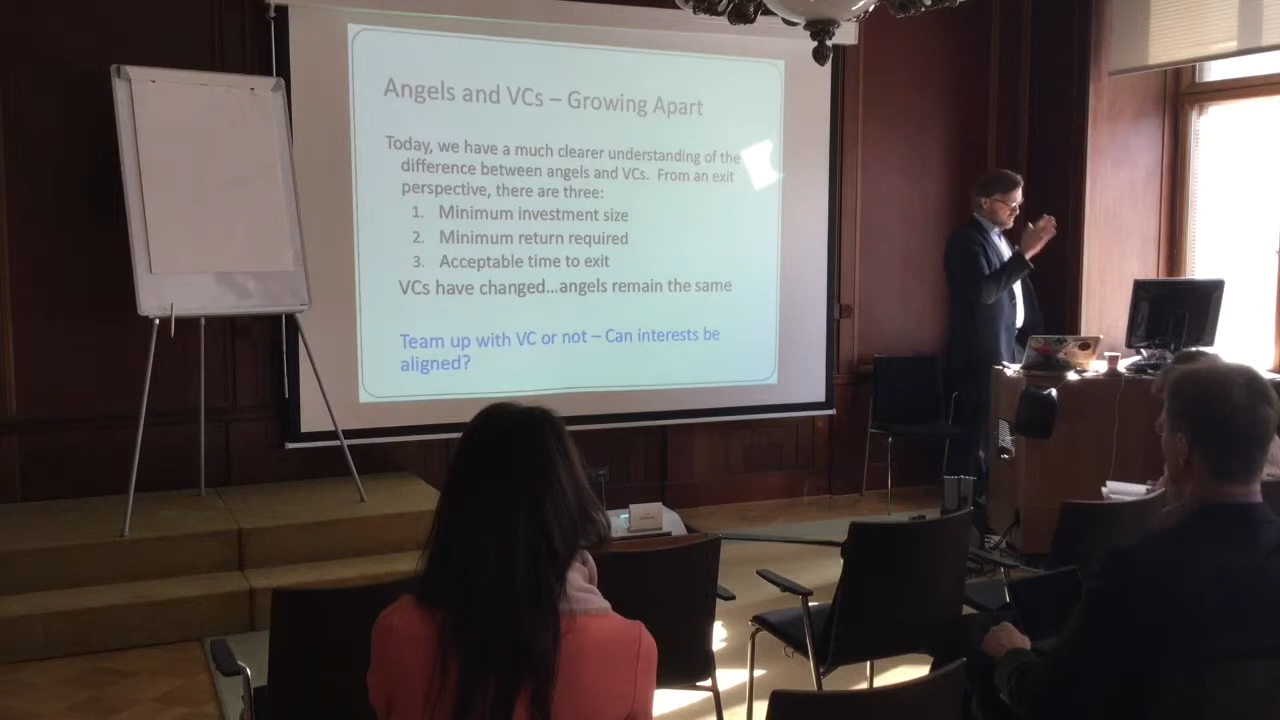 Angels and VCs – Growing Apart
Today, we have a much clearer understanding of the
difference between angels and VCs. From an exit
perspective, there are three:
1. Minimum investment size
2. Minimum return required
3. Acceptable time to exit
VCs have changed...angels remain the same
Team up with VC or not – Can interests be
aligned?